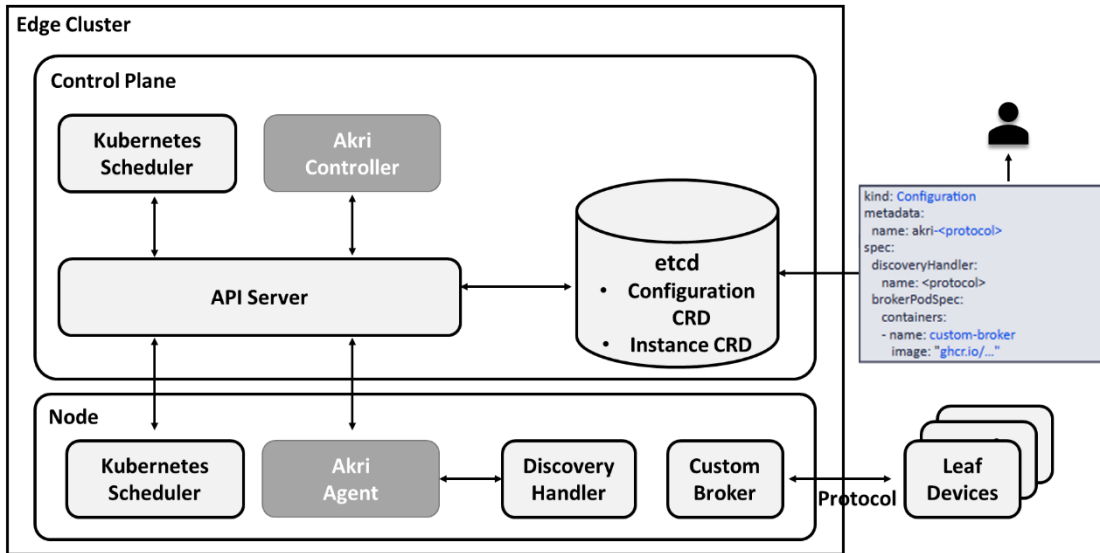 Edge Cluster
Control Plane
Kubernetes
Scheduler
Akri
Controller
API Server
etcd
• Configuration
CRD
• Instance CRD
kind: Configuration
metadata:
name: akri-<protocol>
spec:
discoveryHandler:
name: <protocol>
brokerPodSpec:
containers:
- name: custom-broker
image: "ghcr.io/..."
Node
Kubernetes
Scheduler
Akri
Agent
Discovery
Handler
Custom
Broker
Protocol
Leaf
Devices